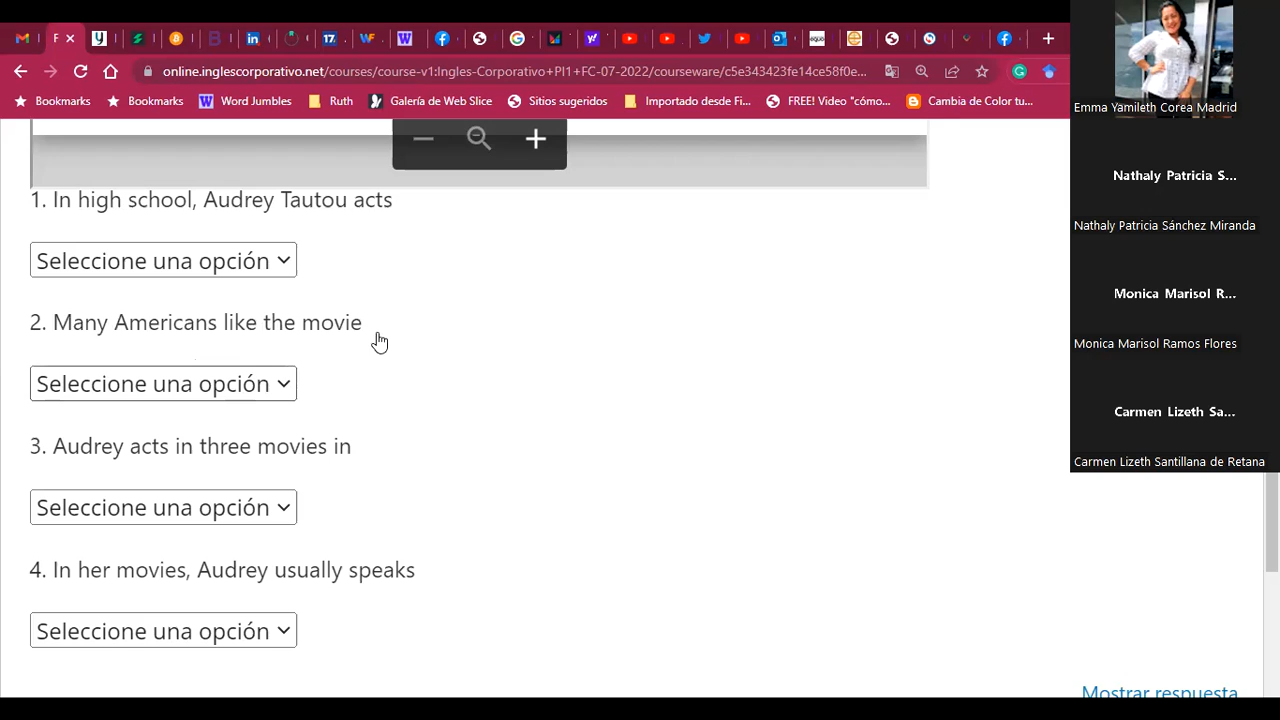 17
online.inglescorporativo.net/courses/course-v1:Ingles-Corporativo+PI1+FC-07-2022/courseware/c5e343423fe14ce58f0e...
Bookmarks
Bookmarks
Word Jumbles
Ruth
Galería de Web Slice
Sitios sugeridos
Importado desde Fi...
FREE! Video "cómo...
Cambia de Color tu...
1. In high school, Audrey Tautou acts
Seleccione una opción
2. Many Americans like the movie
Seleccione una opción
3. Audrey acts in three movies in
Seleccione una opción
4. In her movies, Audrey usually speaks
Seleccione una opción
Mostrar respuesta
Emma Yamileth Corea Madrid
Nathaly Patricia S...
Nathaly Patricia Sánchez Miranda
Monica Marisol R...
Monica Marisol Ramos Flores
Carmen Lizeth Sa...
Carmen Lizeth Santillana de Retana